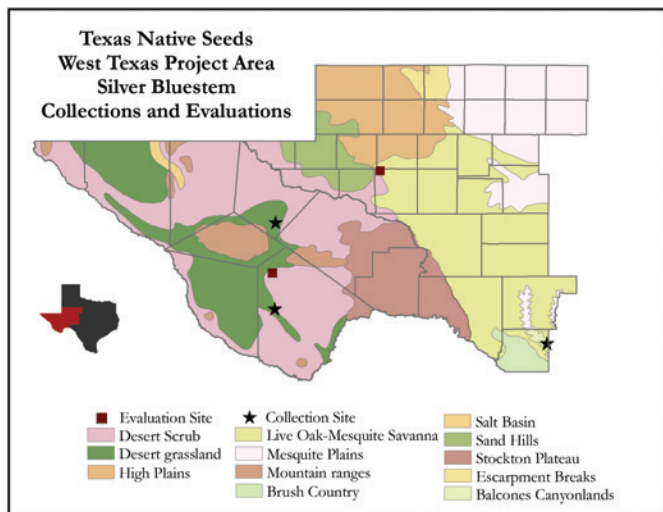 Texas Native Seeds
West Texas Project Area
Silver Bluestem
Collections and Evaluations
Evaluation Site
Desert Scrub
Desert grassland
High Plains
Collection Site
Live Oak-Mesquite Savanna
Mesquite Plains
Mountain ranges
Brush Country
Salt Basin
Sand Hills
Stockton Plateau
Escarpment Breaks
Balcones Canyonlands